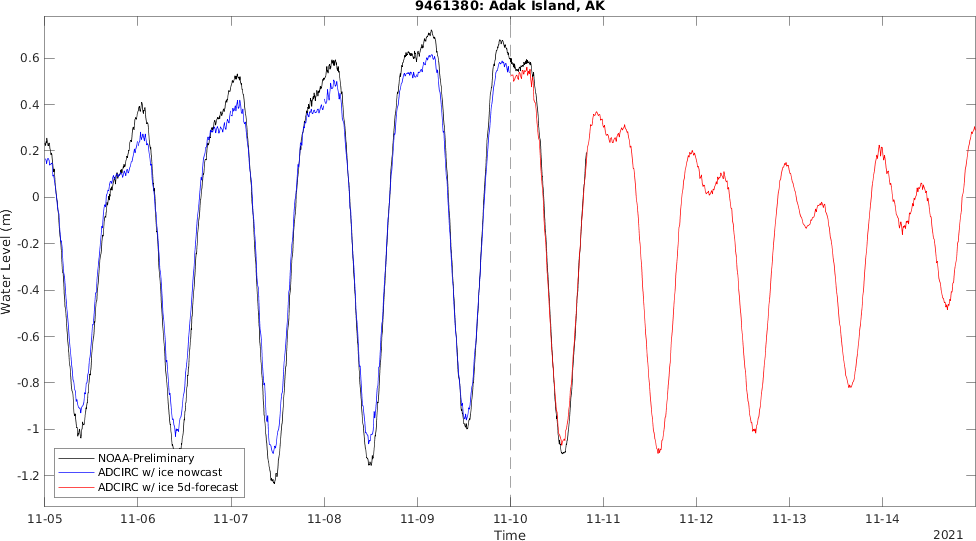 9461380: Adak Island, AK
Water Level (m)
0.6
0.4
0.2
0
-0.2
-0.4
-0.6
-0.8
-1
-1.2
NOAA-Preliminary
ADCIRC w/ ice nowcast
ADCIRC w/ ice 5d-forecast
11-05 11-06 11-07 11-08 11-09 11-10 11-11 11-12 11-13 11-14
Time
2021